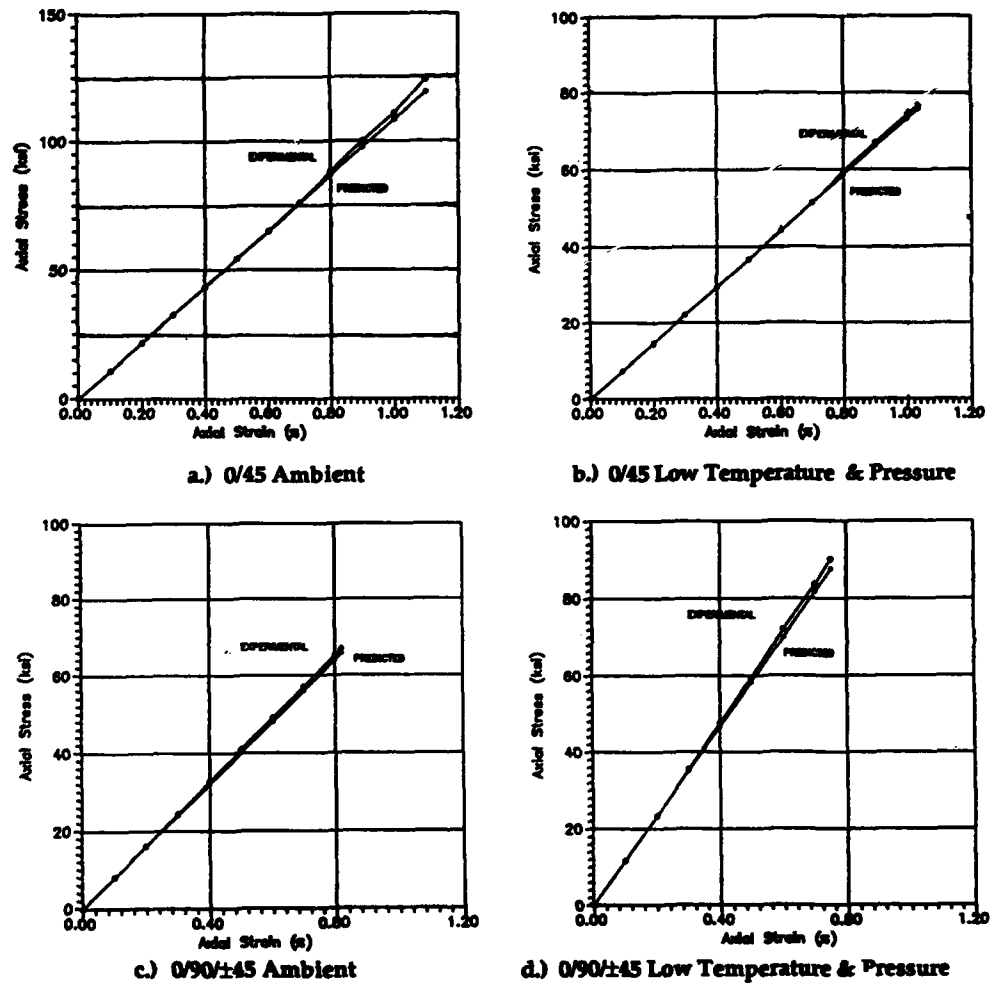 150
100
50
0
Axial Stress (ksi)
EXPERIMENTAL
PREDICTED
0.00 0.20 0.40 0.60 0.80 1.00 1.20
Axial Strain (%)
a.) 0/45 Ambient
100
80
60
40
20
0
Axial Stress (ksi)
EXPERIMENTAL
PREDICTED
0.00 0.20 0.40 0.60 0.80 1.00 1.20
Axial Strain (%)
b.) 0/45 Low Temperature & Pressure
100
80
60
40
20
0
Axial Stress (ksi)
EXPERIMENTAL
PREDICTED
0.00 0.40 0.80 1.20
Axial Strain (%)
c.) 0/90/±45 Ambient
100
80
60
40
20
0
Axial Stress (ksi)
EXPERIMENTAL
PREDICTED
0.00 0.40 0.80 1.20
Axial Strain (%)
d.) 0/90/±45 Low Temperature & Pressure